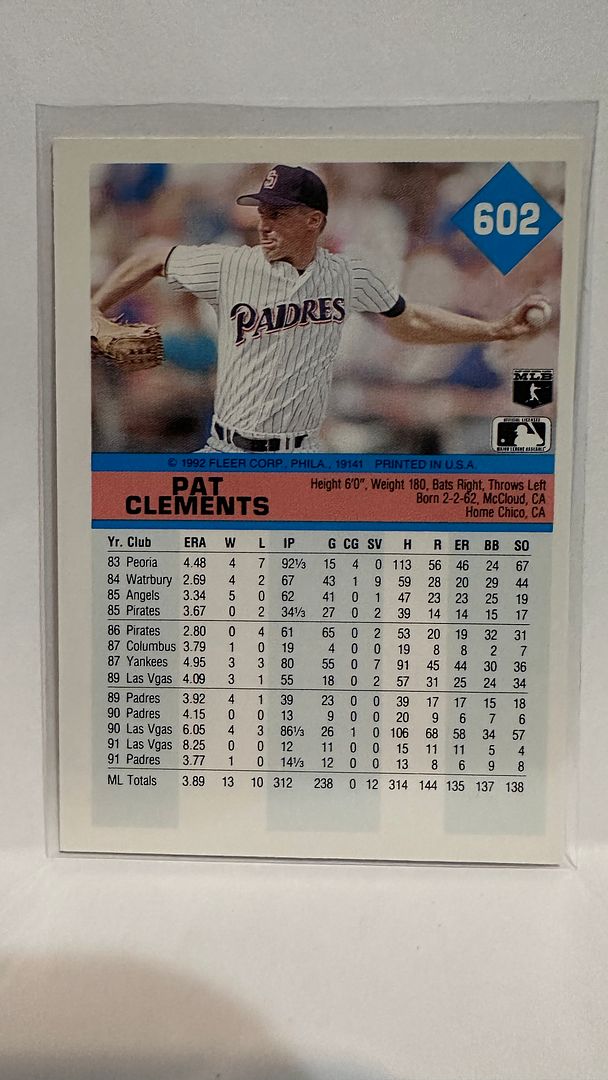 602
PADRES
MLB
© 1992 FLEER CORP., PHILA., 19141 PRINTED IN U.S.A.
PAT
CLEMENTS
Height 6'0", Weight 180, Bats Right, Throws Left
Born 2-2-62, McCloud, CA
Home Chico, CA
Yr. Club ERA W L IP G CG SV H R ER BB SO
83 Peoria 4.48 4 7 92⅓ 15 4 0 113 56 46 24 67
84 Watrbury 2.69 4 2 67 43 1 9 59 28 20 29 44
85 Angels 3.34 5 0 62 41 0 1 47 23 23 25 19
85 Pirates 3.67 0 2 34⅓ 27 0 2 39 14 14 15 17
86 Pirates 2.80 0 4 61 65 0 2 53 20 19 32 31
87 Columbus 3.79 1 0 19 4 0 0 19 8 8 2 7
87 Yankees 4.95 3 3 80 55 0 7 91 45 44 30 36
89 Las Vgas 4.09 3 1 55 18 0 2 57 31 25 24 34
89 Padres 3.92 4 1 39 23 0 0 39 17 17 15 18
90 Padres 4.15 0 0 13 9 0 0 20 9 6 7 6
90 Las Vgas 6.05 4 3 86⅓ 26 1 0 106 68 58 34 57
91 Las Vgas 8.25 0 0 12 11 0 0 15 11 11 5 4
91 Padres 3.77 1 0 14⅓ 12 0 0 13 8 6 9 8
ML Totals 3.89 13 10 312 238 0 12 314 144 135 137 138